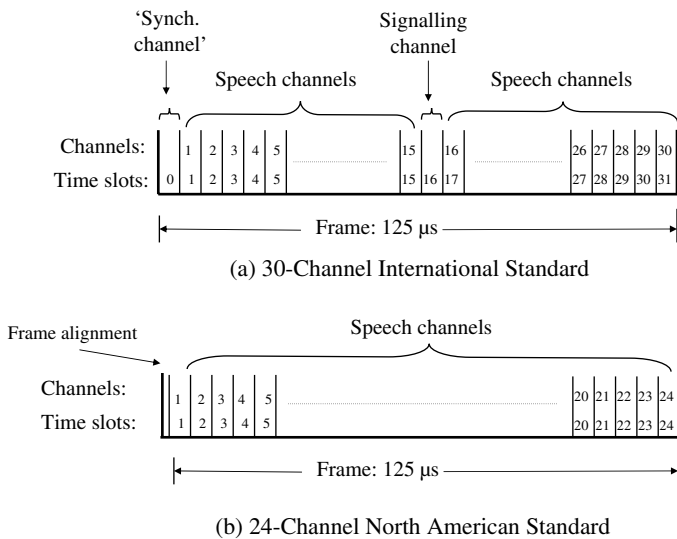 ‘Synch.
channel’
Signalling
channel
Speech channels
Speech channels
Channels: 1 2 3 4 5 15 16 26 27 28 29 30
Time slots: 0 1 2 3 4 5 15 16 17 27 28 29 30 31
Frame: 125 µs
(a) 30-Channel International Standard
Speech channels
Frame alignment
Channels: 1 2 3 4 5 20 21 22 23 24
Time slots: 1 2 3 4 5 20 21 22 23 24
Frame: 125 µs
(b) 24-Channel North American Standard